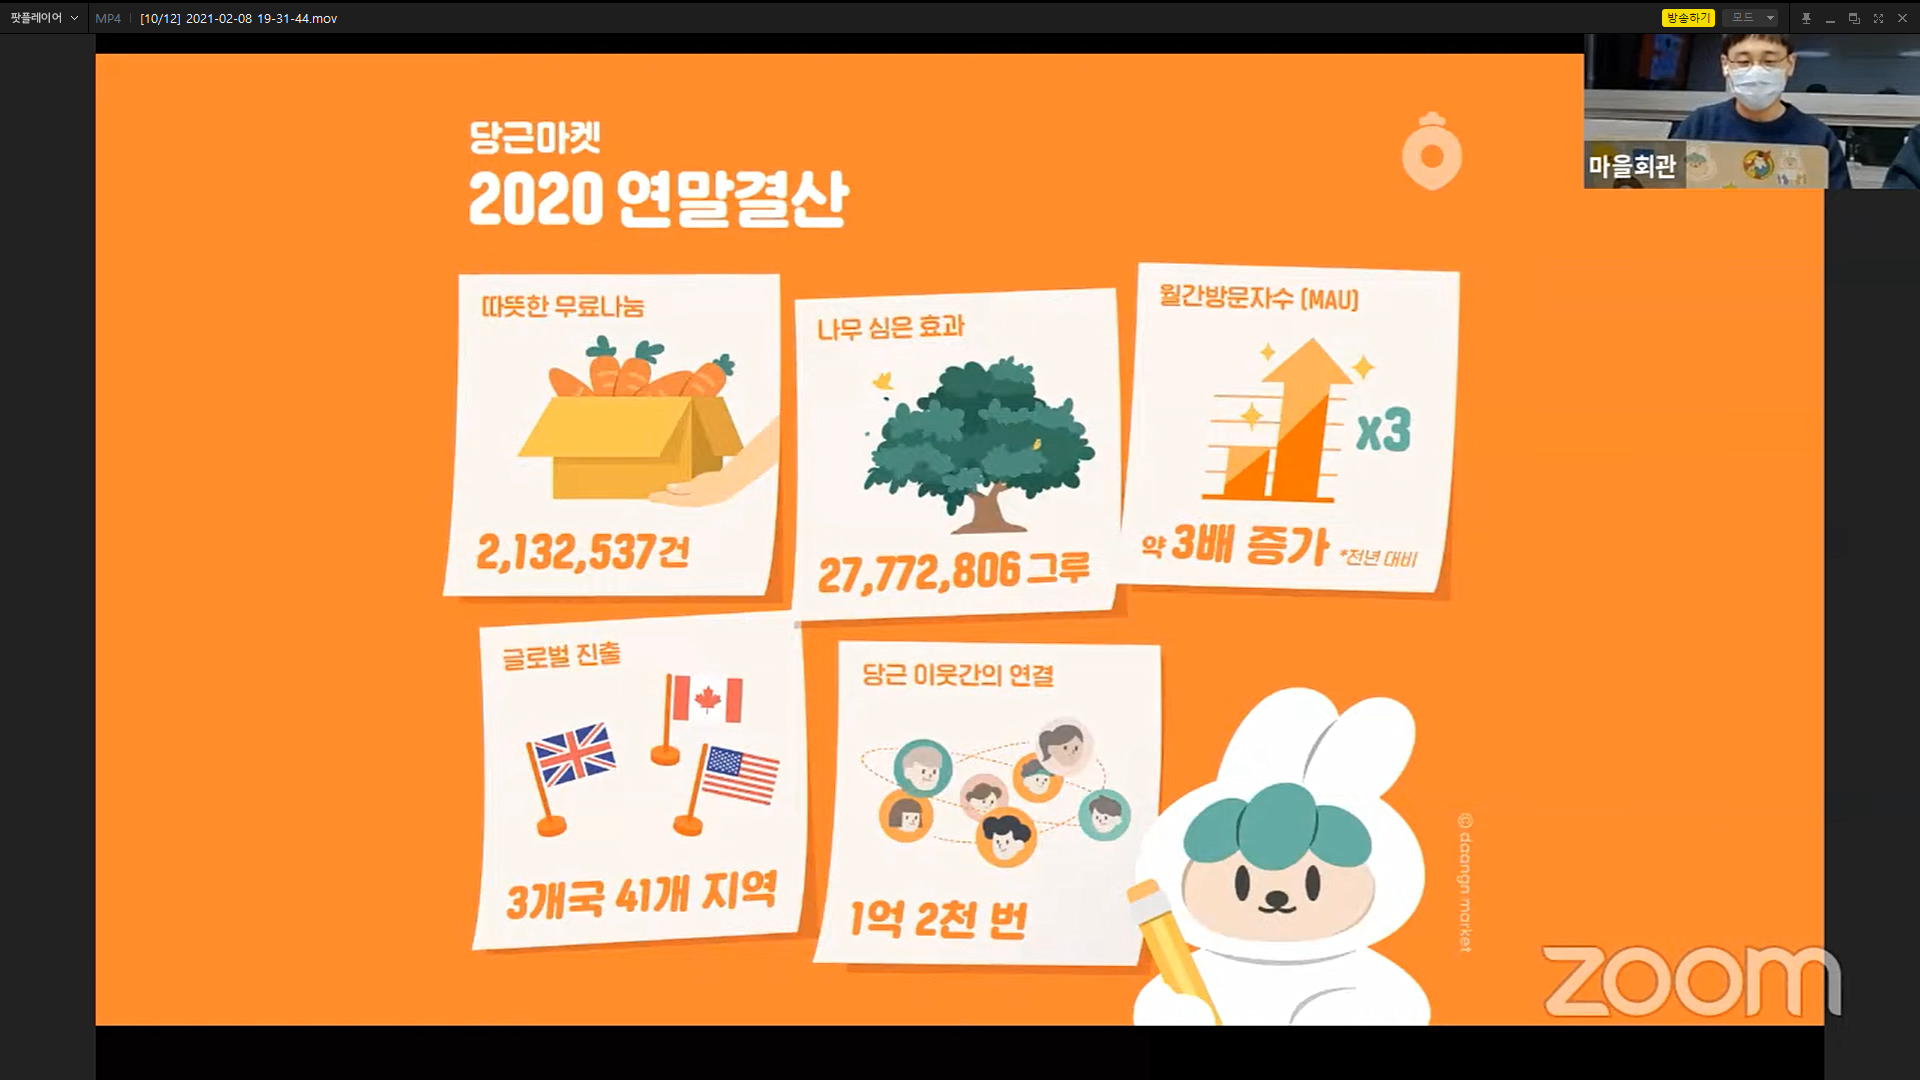 팟플레이어
MP4
[10/12] 2021-02-08 19-31-44.mov
방송하기
모드
마을회관
당근마켓
2020 연말결산
따뜻한 무료나눔
2,132,537건
나무 심은 효과
27,772,806그루
월간방문자수 (MAU)
x3
약 3배 증가 *전년 대비
글로벌 진출
3개국 41개 지역
당근 이웃간의 연결
1억 2천 번
© daangn market
zoom